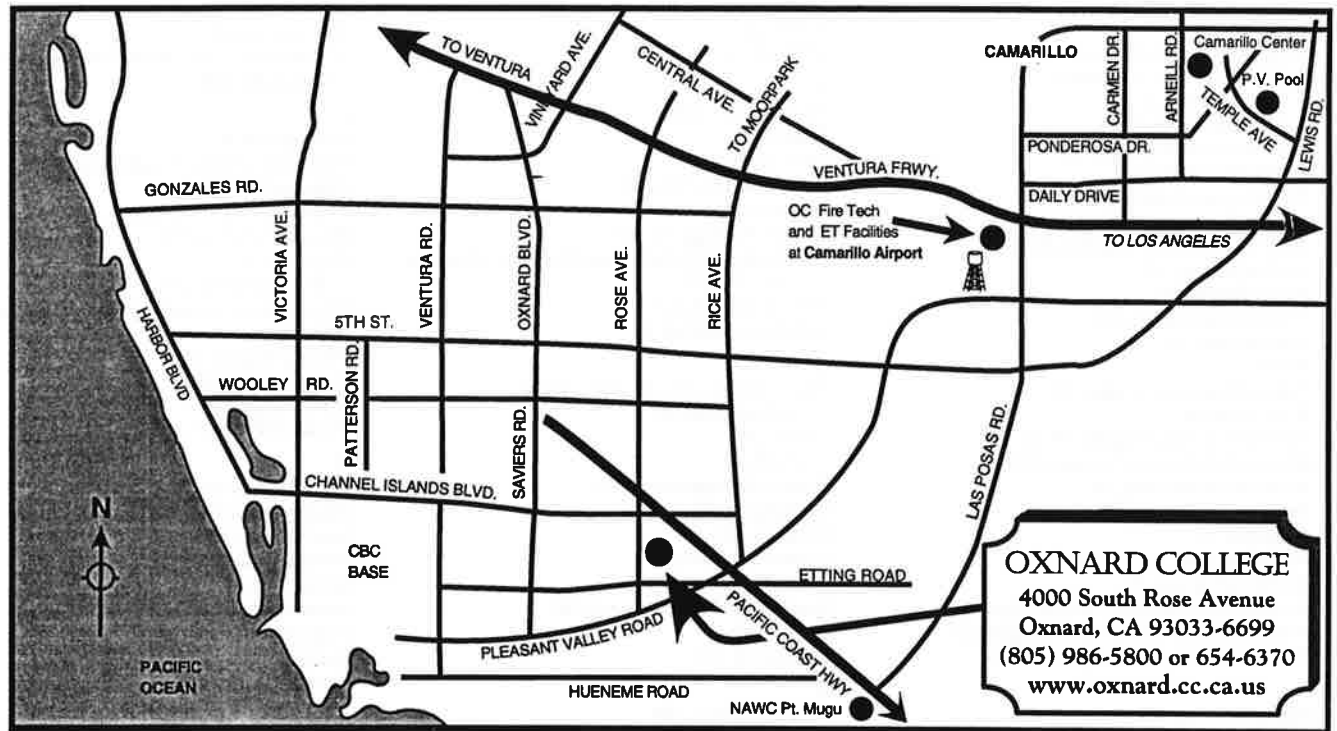 TO VENTURA
VINEYARD AVE.
CENTRAL AVE.
TO MOORPARK
CAMARILLO
CARMEN DR.
ARNEILL RD.
Camarillo Center
P.V. Pool
TEMPLE AVE
LEWIS RD.
PONDEROSA DR.
VENTURA FRWY.
DAILY DRIVE
GONZALES RD.
OC Fire Tech
and ET Facilities
at Camarillo Airport
TO LOS ANGELES
VICTORIA AVE.
VENTURA RD.
OXNARD BLVD.
ROSE AVE.
RICE AVE.
HARBOR BLVD
5TH ST.
PATTERSON RD.
WOOLEY RD.
SAVIERS RD.
LAS POSAS RD.
CHANNEL ISLANDS BLVD.
N
CBC
BASE
ETTING ROAD
PLEASANT VALLEY ROAD
PACIFIC COAST HWY
PACIFIC
OCEAN
HUENEME ROAD
NAWC Pt. Mugu
OXNARD COLLEGE
4000 South Rose Avenue
Oxnard, CA 93033-6699
(805) 986-5800 or 654-6370
www.oxnard.cc.ca.us